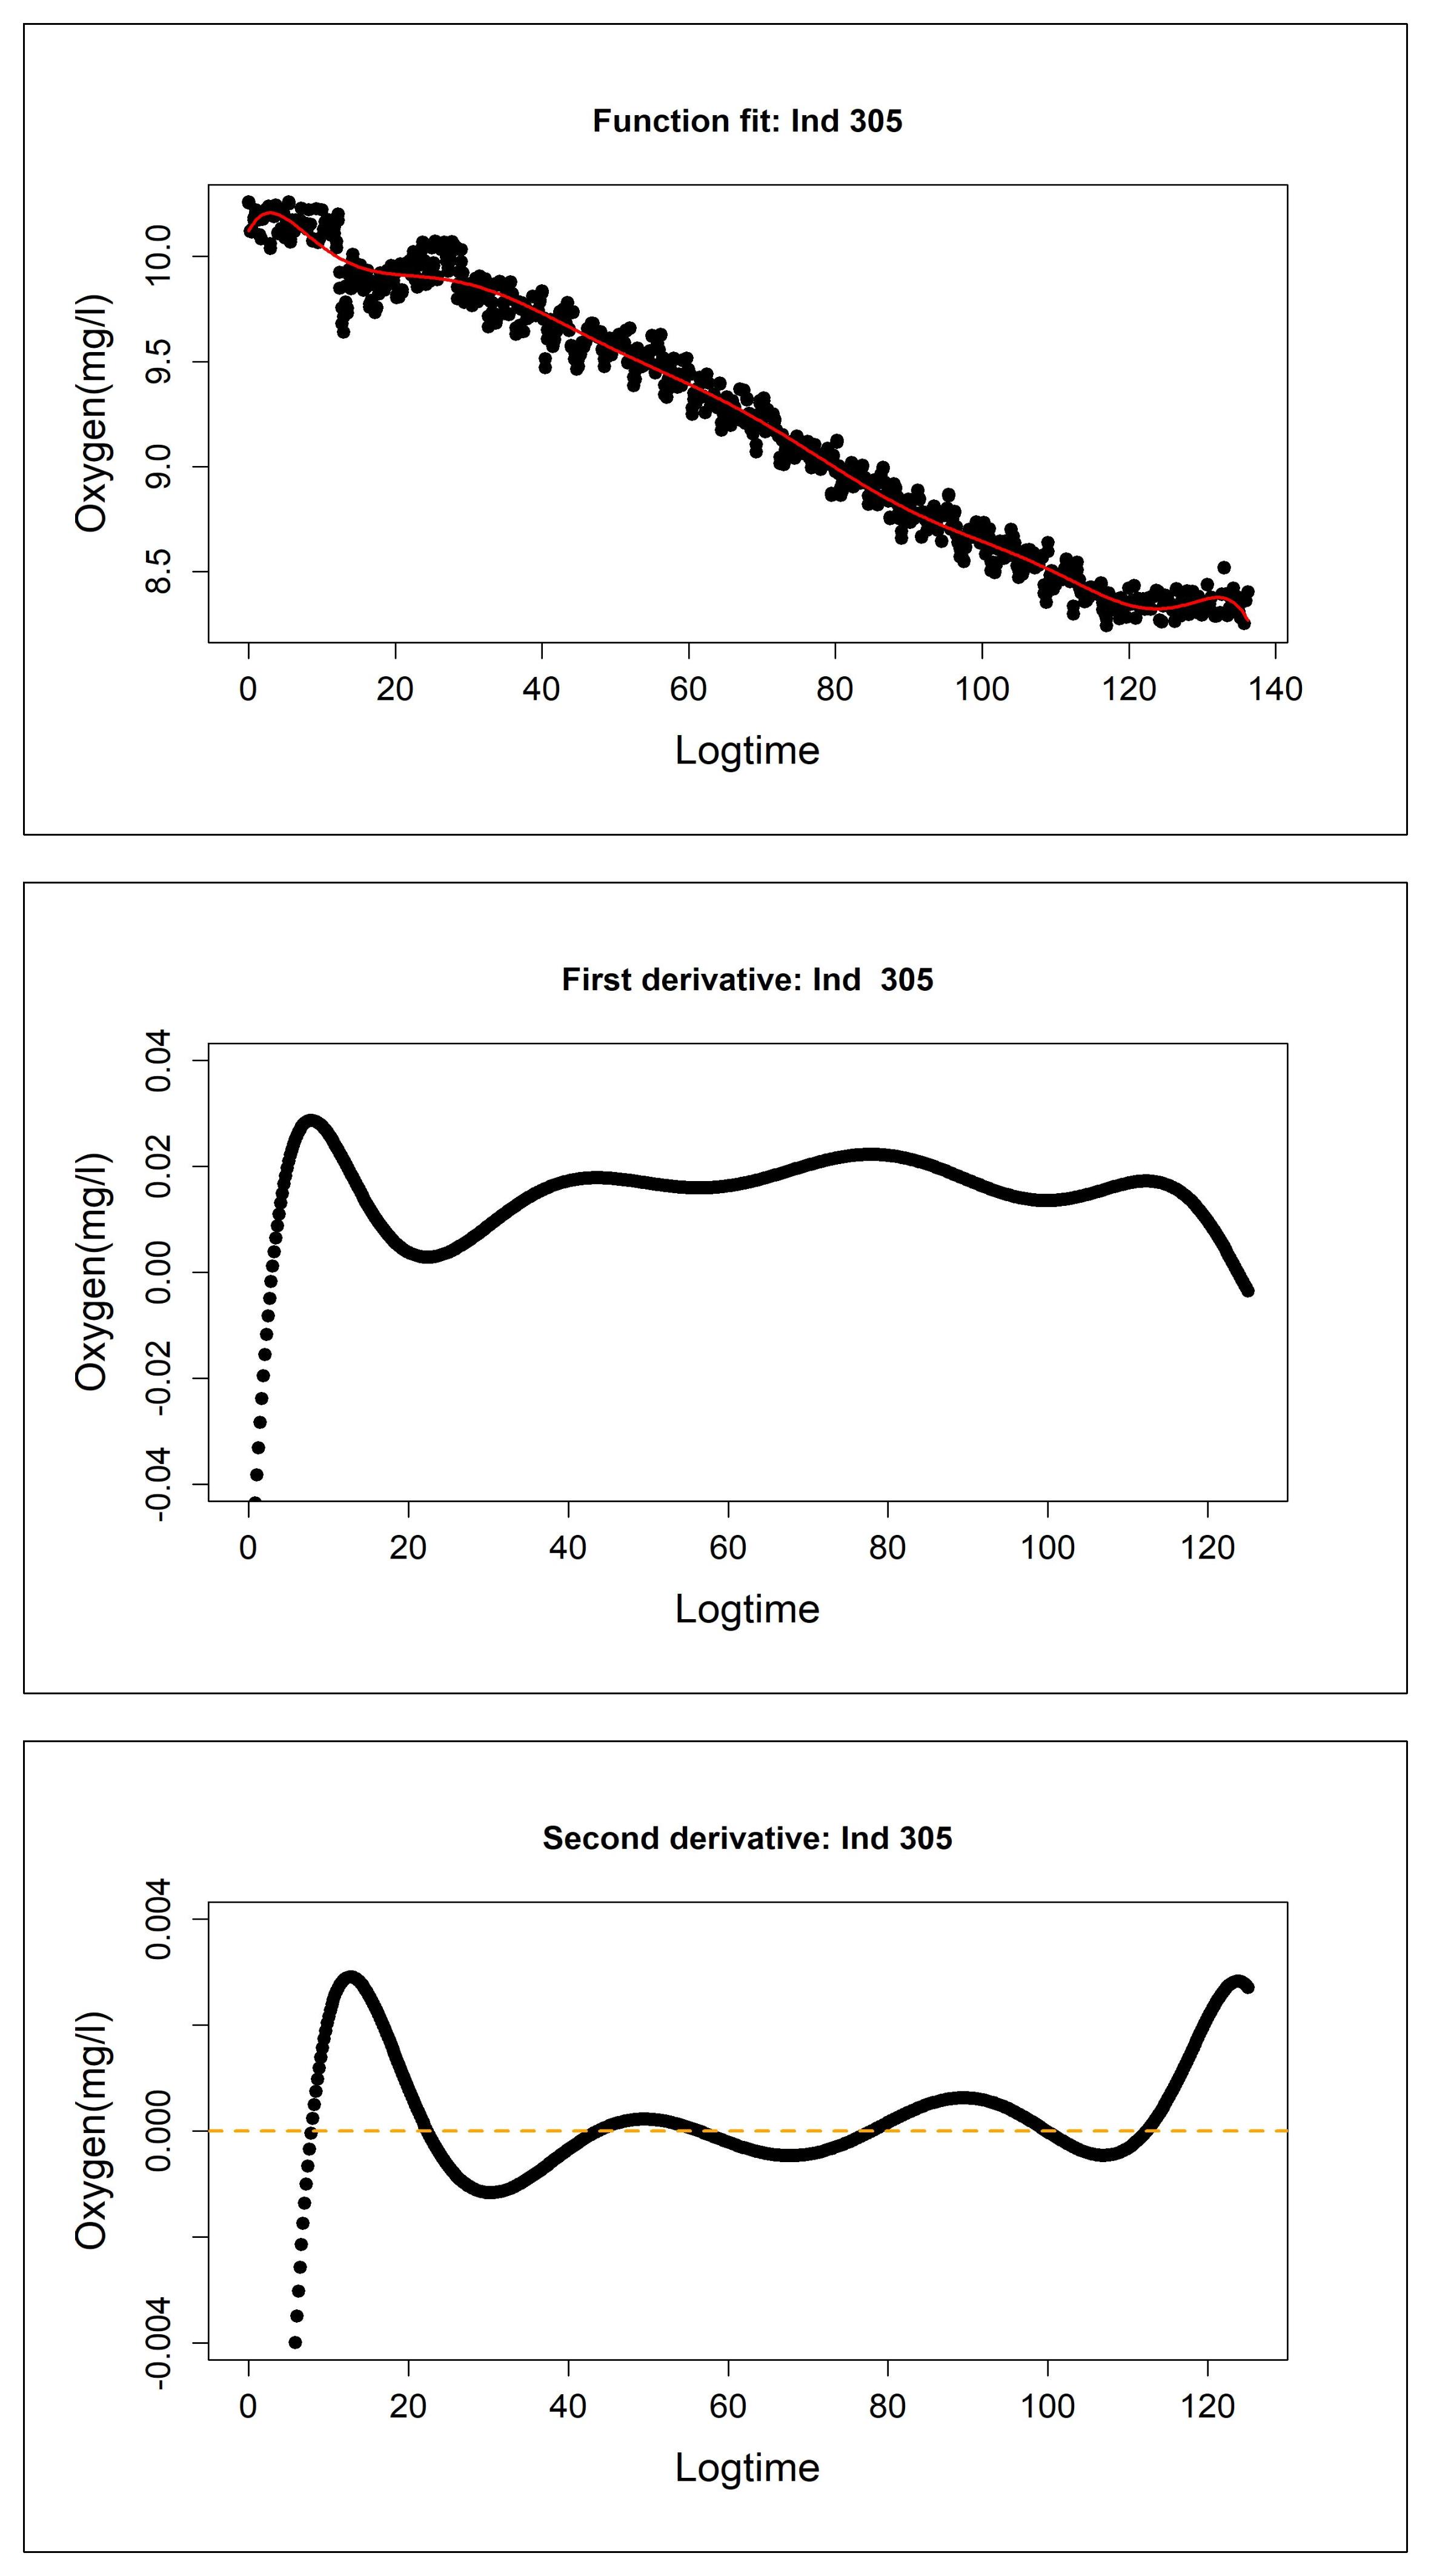 Function fit: Ind 305
Oxygen(mg/l)
10.0
9.5
9.0
8.5
0 20 40 60 80 100 120 140
Logtime
First derivative: Ind  305
Oxygen(mg/l)
0.04
0.02
0.00
-0.02
-0.04
0 20 40 60 80 100 120
Logtime
Second derivative: Ind 305
Oxygen(mg/l)
0.004
0.000
-0.004
0 20 40 60 80 100 120
Logtime